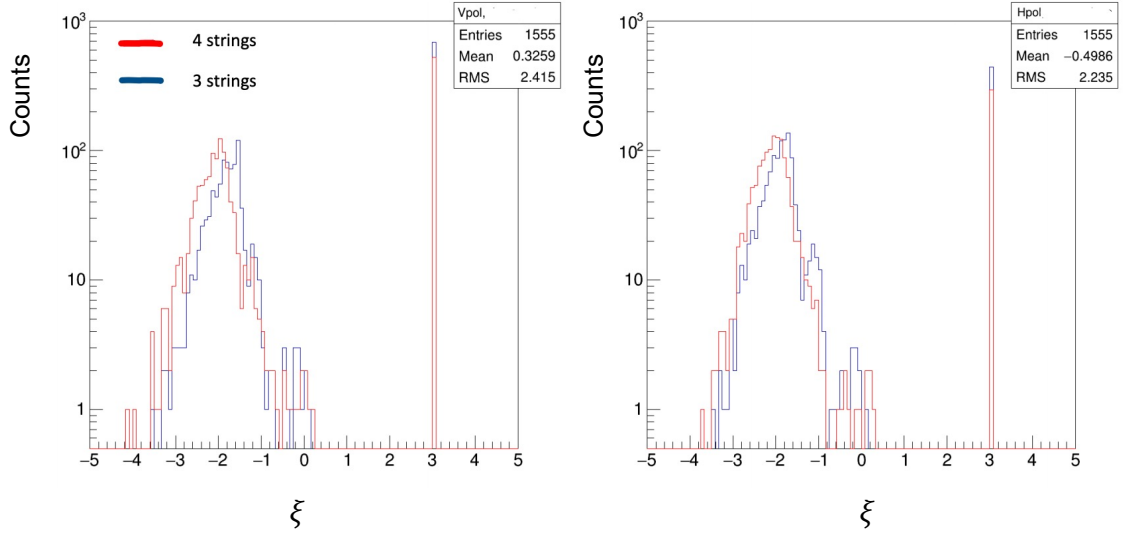 Vpol,
Entries 1555
Mean 0.3259
RMS 2.415
4 strings
3 strings
Counts
10³
10²
10
1
−5 −4 −3 −2 −1 0 1 2 3 4 5
ξ
Hpol
Entries 1555
Mean −0.4986
RMS 2.235
Counts
10³
10²
10
1
−5 −4 −3 −2 −1 0 1 2 3 4 5
ξ